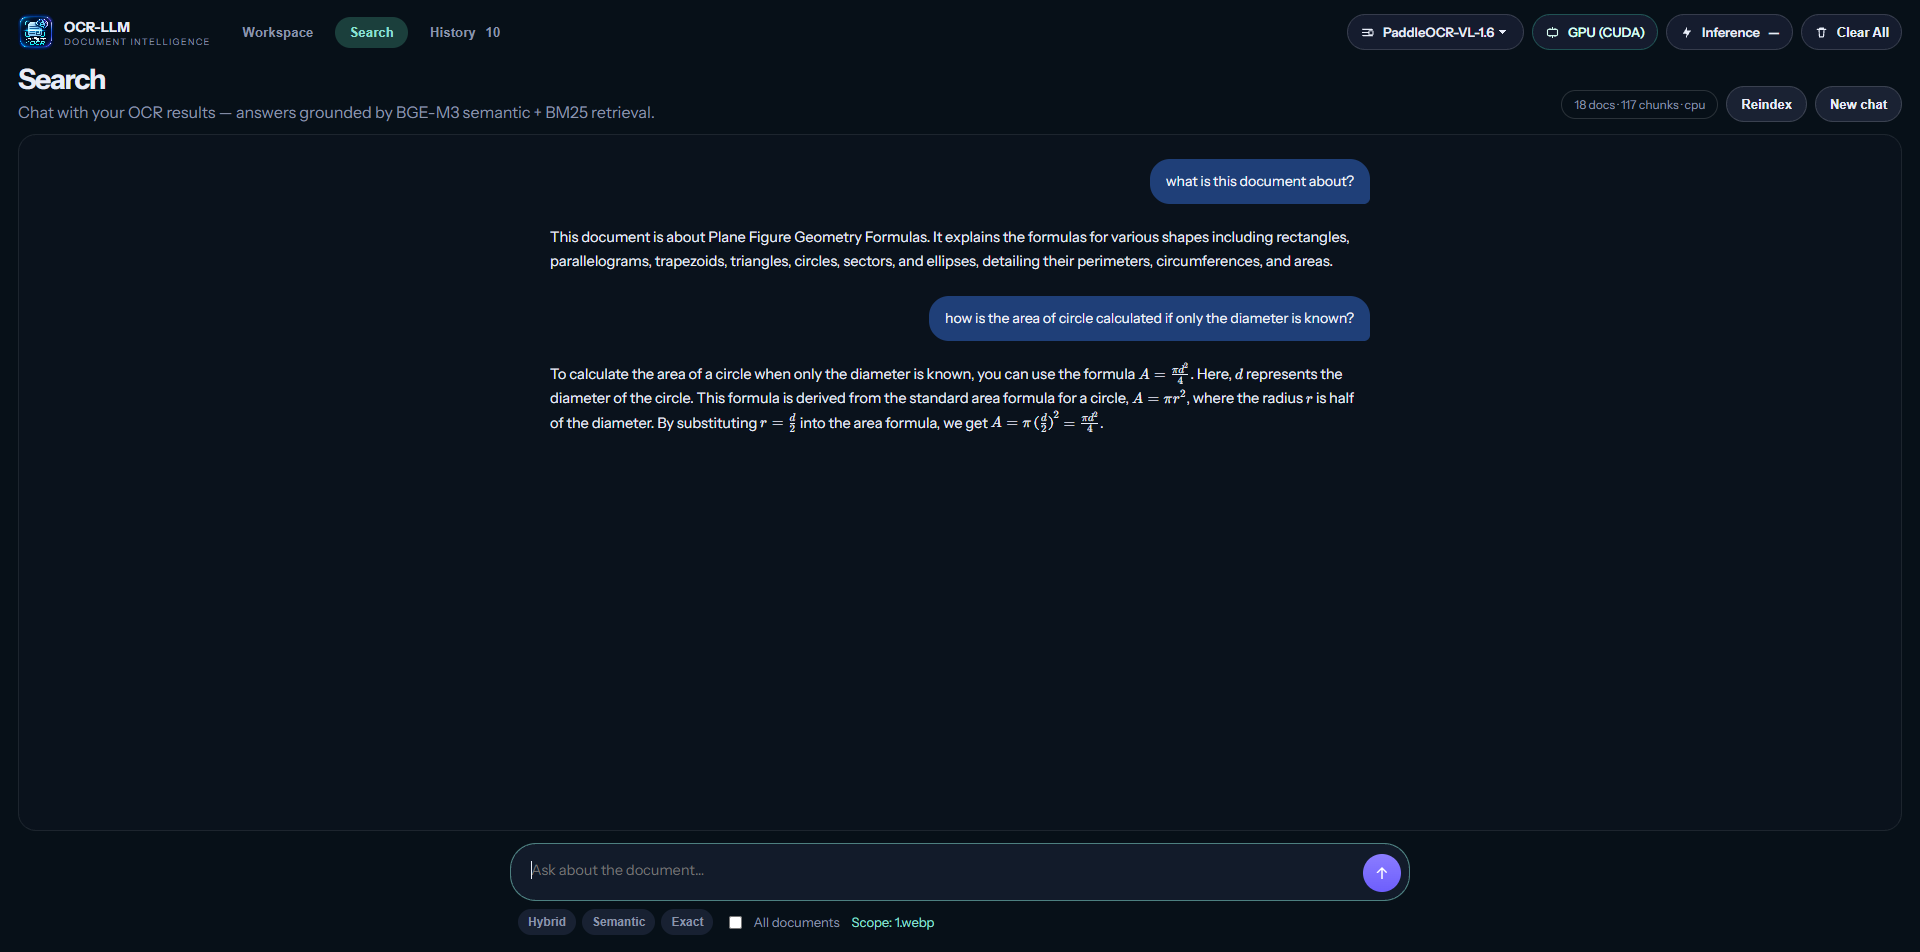 OCR-LLM
DOCUMENT INTELLIGENCE
Workspace
Search
History 10
PaddleOCR-VL-1.6
GPU (CUDA)
Inference —
Clear All
Search
Chat with your OCR results — answers grounded by BGE-M3 semantic + BM25 retrieval.
18 docs · 117 chunks · cpu
Reindex
New chat
what is this document about?
This document is about Plane Figure Geometry Formulas. It explains the formulas for various shapes including rectangles,
parallelograms, trapezoids, triangles, circles, sectors, and ellipses, detailing their perimeters, circumferences, and areas.
how is the area of circle calculated if only the diameter is known?
To calculate the area of a circle when only the diameter is known, you can use the formula A = πd²/4. Here, d represents the
diameter of the circle. This formula is derived from the standard area formula for a circle, A = πr², where the radius r is half
of the diameter. By substituting r = d/2 into the area formula, we get A = π(d/2)² = πd²/4.
Ask about the document...
Hybrid
Semantic
Exact
All documents
Scope: 1.webp